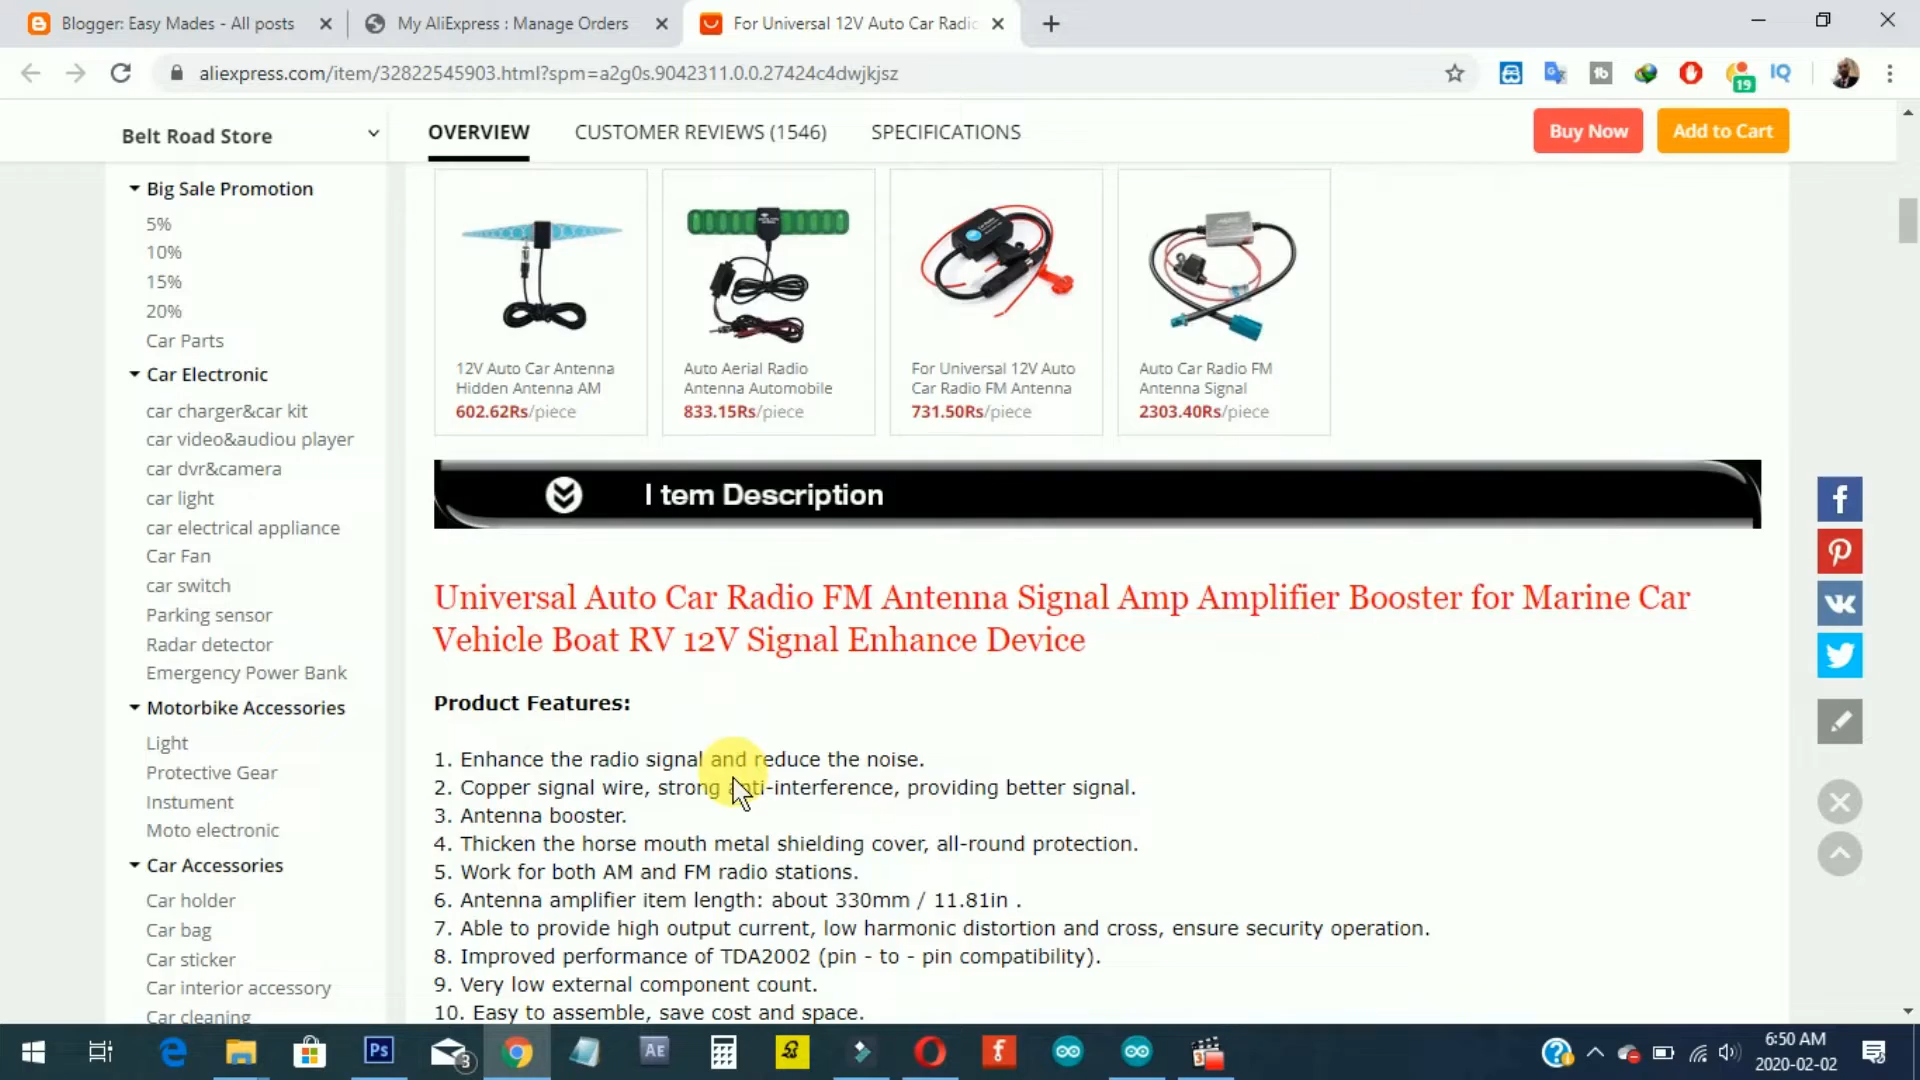 Blogger: Easy Mades - All posts
My AliExpress : Manage Orders
For Universal 12V Auto Car Radio
aliexpress.com/item/32822545903.html?spm=a2g0s.9042311.0.0.27424c4dwjkjsz
19
IQ
Belt Road Store
OVERVIEW
CUSTOMER REVIEWS (1546)
SPECIFICATIONS
Buy Now
Add to Cart
Big Sale Promotion
5%
10%
15%
20%
Car Parts
Car Electronic
car charger&car kit
car video&audiou player
car dvr&camera
car light
car electrical appliance
Car Fan
car switch
Parking sensor
Radar detector
Emergency Power Bank
Motorbike Accessories
Light
Protective Gear
Instument
Moto electronic
Car Accessories
Car holder
Car bag
Car sticker
Car interior accessory
Car cleaning
12V Auto Car Antenna
Hidden Antenna AM
602.62Rs/piece
Auto Aerial Radio
Antenna Automobile
833.15Rs/piece
For Universal 12V Auto
Car Radio FM Antenna
731.50Rs/piece
Auto Car Radio FM
Antenna Signal
2303.40Rs/piece
I tem Description
Universal Auto Car Radio FM Antenna Signal Amp Amplifier Booster for Marine Car
Vehicle Boat RV 12V Signal Enhance Device
Product Features:
1. Enhance the radio signal and reduce the noise.
2. Copper signal wire, strong anti-interference, providing better signal.
3. Antenna booster.
4. Thicken the horse mouth metal shielding cover, all-round protection.
5. Work for both AM and FM radio stations.
6. Antenna amplifier item length: about 330mm / 11.81in .
7. Able to provide high output current, low harmonic distortion and cross, ensure security operation.
8. Improved performance of TDA2002 (pin - to - pin compatibility).
9. Very low external component count.
10. Easy to assemble, save cost and space.
Ps
3
AE
6:50 AM
2020-02-02